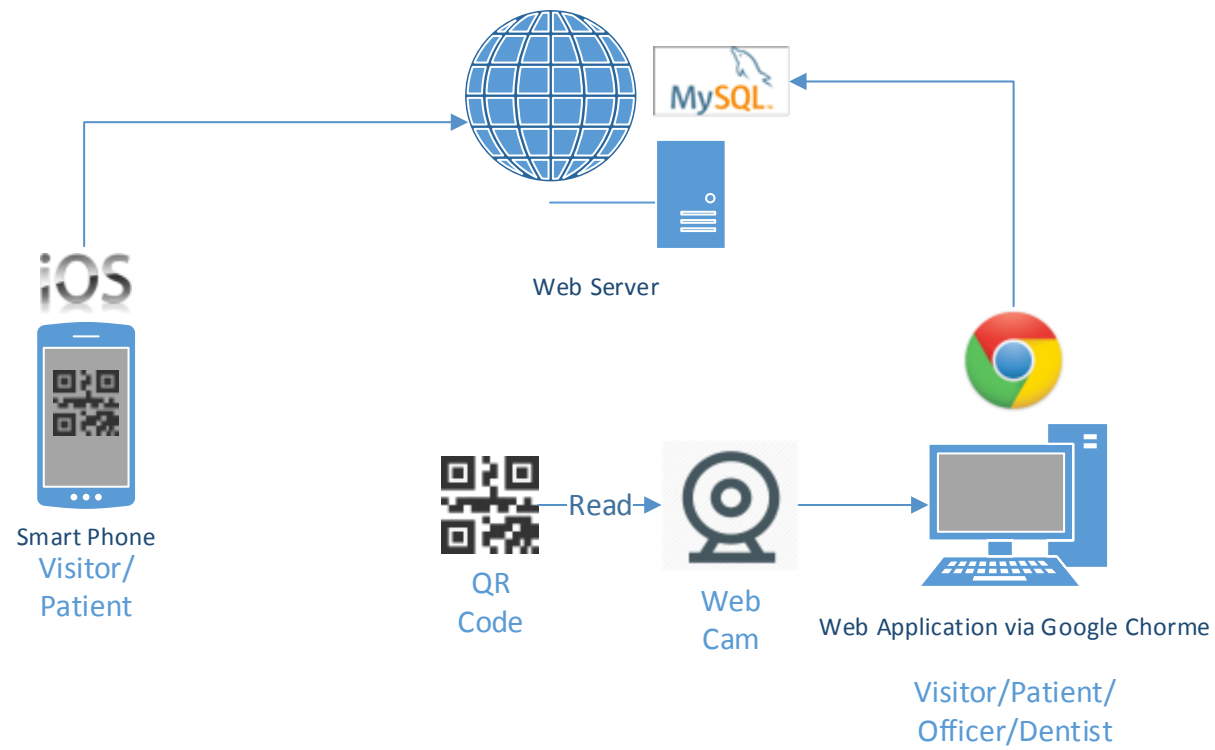 MySQL™
iOS
Web Server
Smart Phone
Visitor/
Patient
Read
QR
Code
Web
Cam
Web Application via Google Chorme
Visitor/Patient/
Officer/Dentist